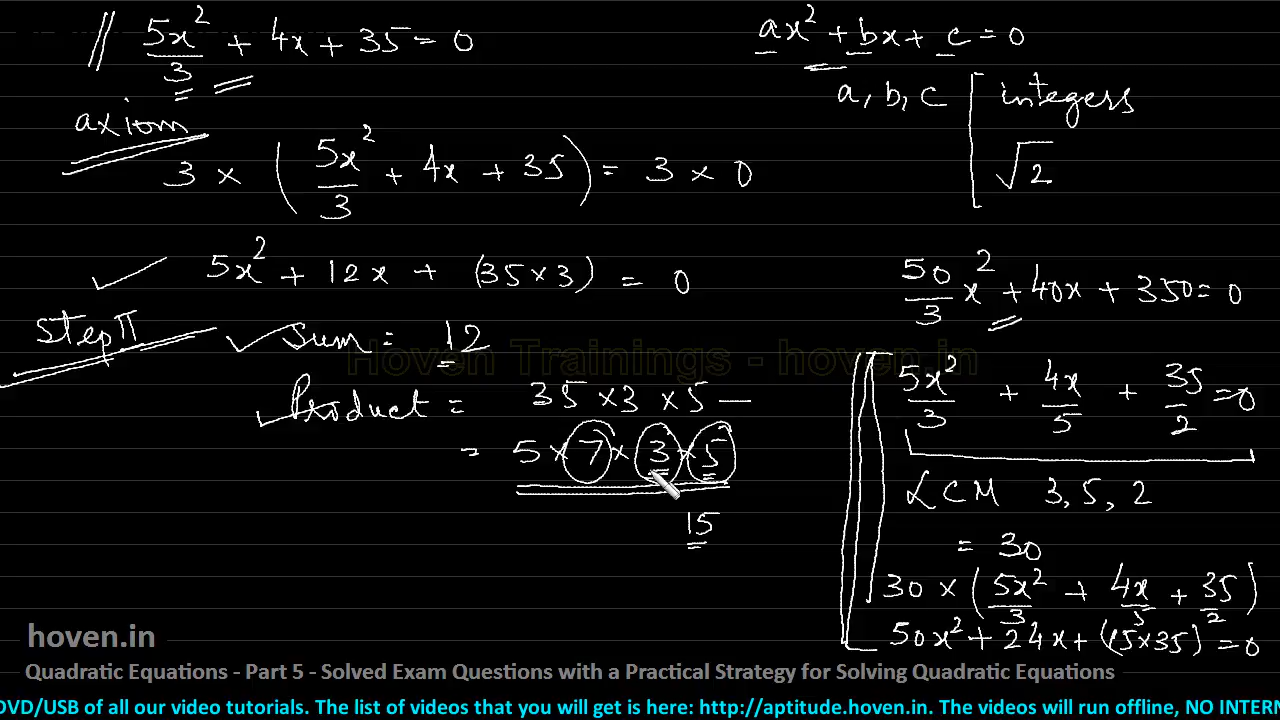 // 5x²/3 + 4x + 35 = 0
axiom
3 × (5x²/3 + 4x + 35) = 3 × 0
✓ 5x² + 12x + (35×3) = 0
Step II ✓ Sum = 12
✓ Product = 35 × 3 × 5 —
= 5 × 7 × 3 × 5
15
ax² + bx + c = 0
a, b, c [ integers
√2
50/3 x² + 40x + 350 = 0
5x²/3 + 4x/5 + 35/2 = 0
LCM 3, 5, 2
= 30
30 × (5x²/3 + 4x/5 + 35/2)
50x² + 24x + (15×35) = 0
Hoven Trainings - hoven.in
hoven.in
Quadratic Equations - Part 5 - Solved Exam Questions with a Practical Strategy for Solving Quadratic Equations
DVD/USB of all our video tutorials. The list of videos that you will get is here: http://aptitude.hoven.in. The videos will run offline, NO INTERN